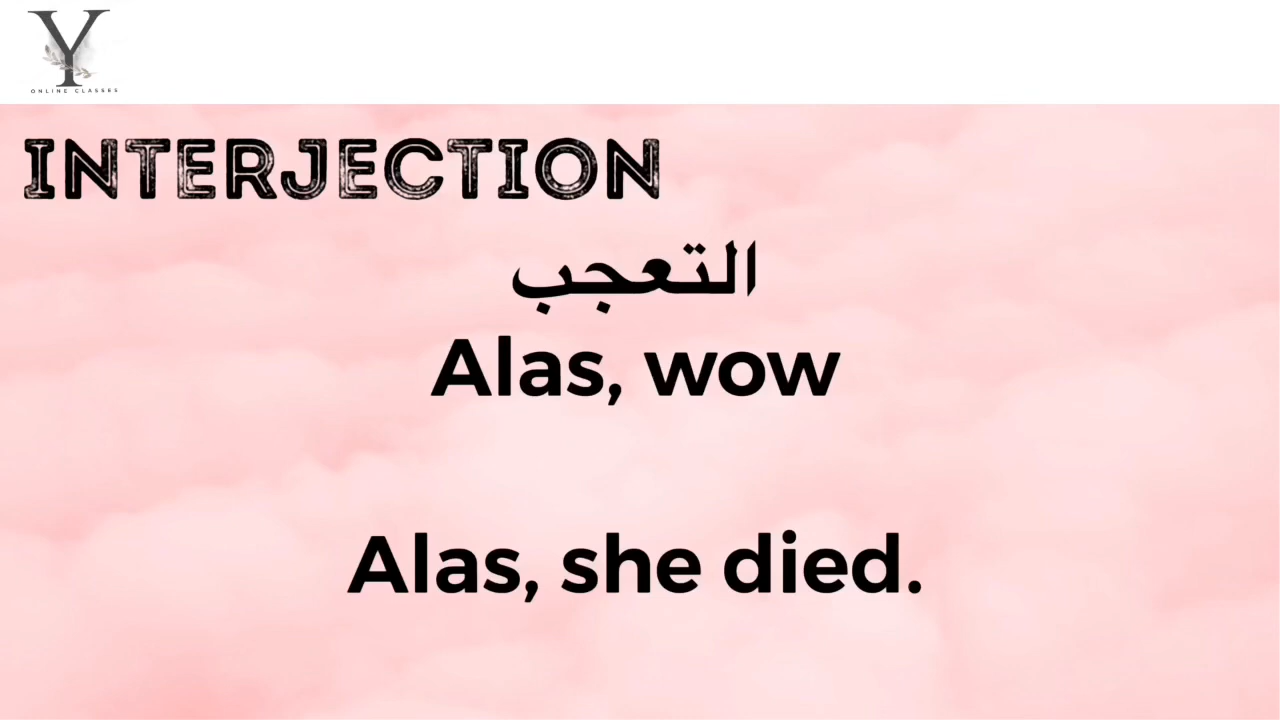 Y
ONLINE CLASSES
INTERJECTION
التعجب
Alas, wow
Alas, she died.